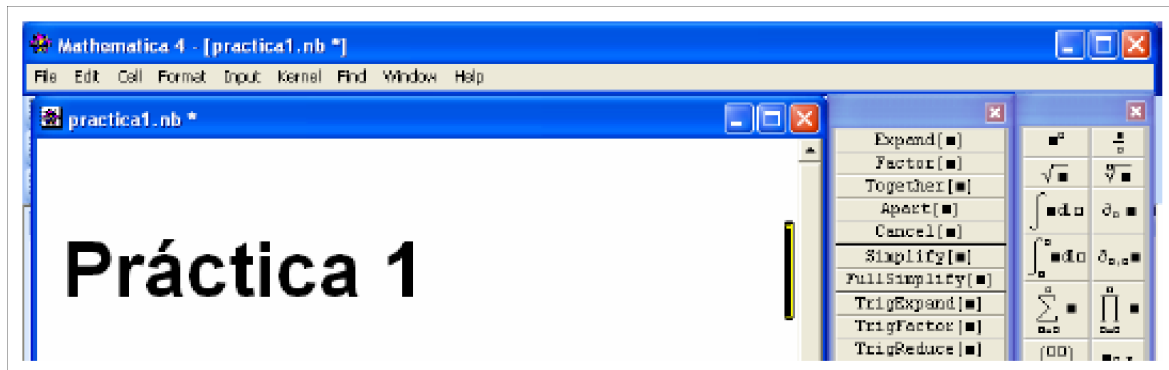 Mathematica 4 - [practica1.nb *]
File Edit Cell Format Input Kernel Find Window Help
practica1.nb *
Práctica 1
Expand[■]
Factor[■]
Together[■]
Apart[■]
Cancel[■]
Simplify[■]
FullSimplify[■]
TrigExpand[■]
TrigFactor[■]
TrigReduce[■]